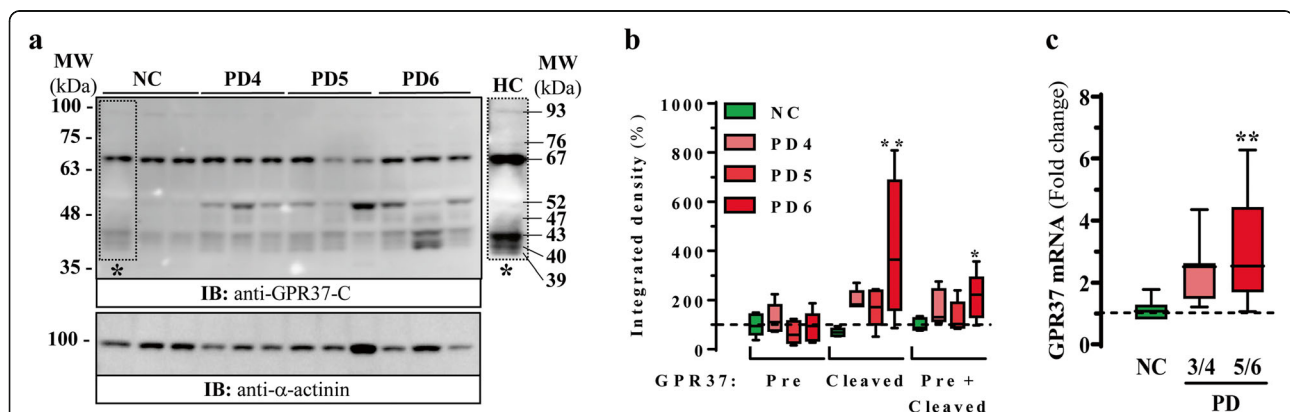 a
MW
(kDa)
NC PD4 PD5 PD6
HC
MW
(kDa)
100 -
75 -
63 -
48 -
35 -
93
76
67
52
47
43
40
39
*
*
IB: anti-GPR37-C
100 -
IB: anti-α-actinin
b
Integrated density (%)
1000
800
600
400
200
0
NC
PD4
PD5
PD6
**
*
GPR37: Pre Cleaved Pre +
Cleaved
c
GPR37 mRNA (Fold change)
8
6
4
2
0
**
NC 3/4 5/6
PD